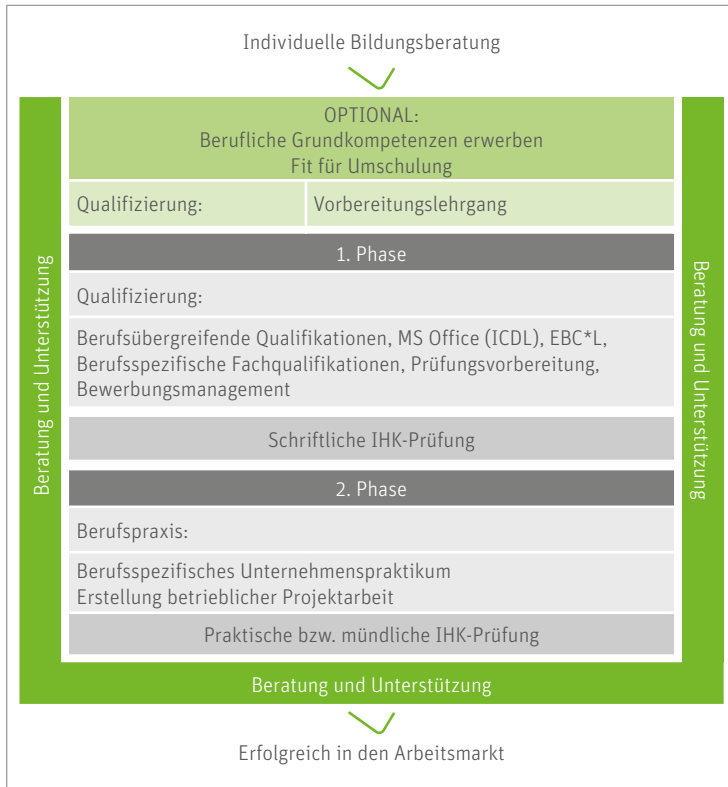 Individuelle Bildungsberatung
Beratung und Unterstützung
OPTIONAL:
Berufliche Grundkompetenzen erwerben
Fit für Umschulung
Qualifizierung:
Vorbereitungslehrgang
1. Phase
Qualifizierung:
Berufsübergreifende Qualifikationen, MS Office (ICDL), EBC*L,
Berufsspezifische Fachqualifikationen, Prüfungsvorbereitung,
Bewerbungsmanagement
Schriftliche IHK-Prüfung
2. Phase
Berufspraxis:
Berufsspezifisches Unternehmenspraktikum
Erstellung betrieblicher Projektarbeit
Praktische bzw. mündliche IHK-Prüfung
Beratung und Unterstützung
Beratung und Unterstützung
Erfolgreich in den Arbeitsmarkt